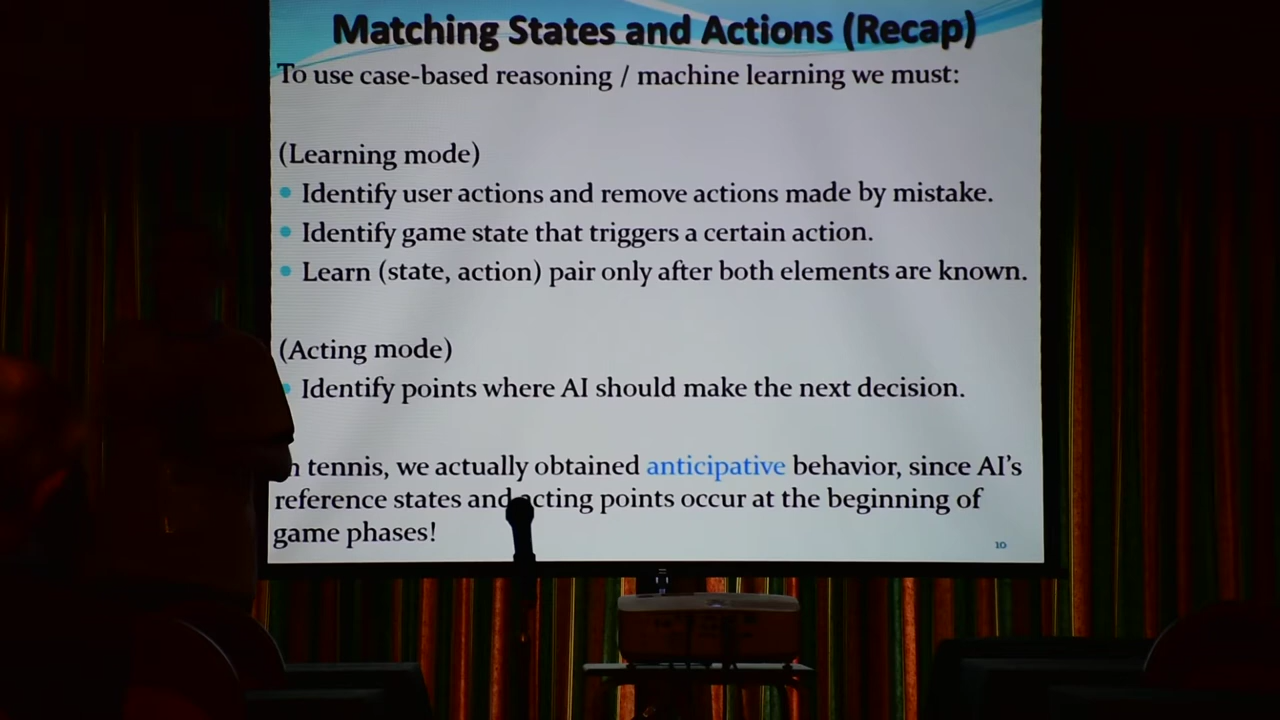 Matching States and Actions (Recap)
To use case-based reasoning / machine learning we must:
(Learning mode)
Identify user actions and remove actions made by mistake.
Identify game state that triggers a certain action.
Learn (state, action) pair only after both elements are known.
(Acting mode)
Identify points where AI should make the next decision.
tennis, we actually obtained anticipative behavior, since AI's
reference states and acting points occur at the beginning of
game phases!
10